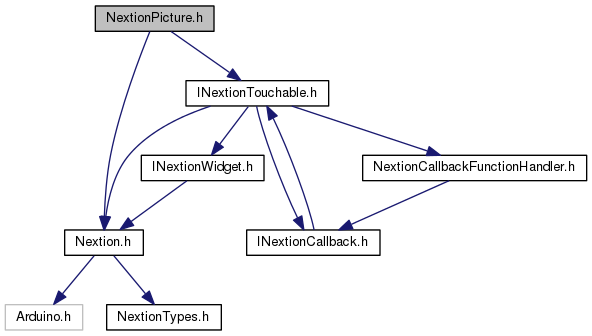 NextionPicture.h
INextionTouchable.h
INextionWidget.h
NextionCallbackFunctionHandler.h
Nextion.h
INextionCallback.h
Arduino.h
NextionTypes.h